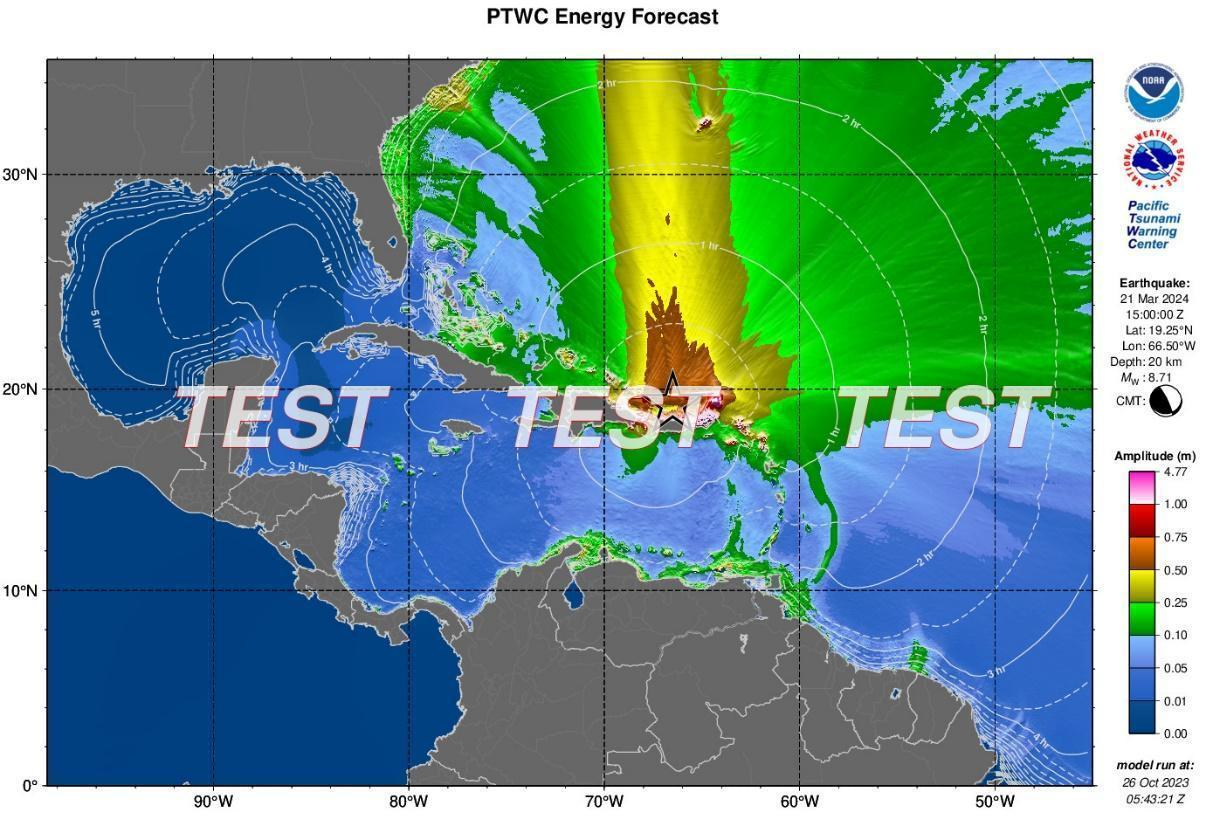 PTWC Energy Forecast
2 hr
2 hr
1 hr
2 hr
4 hr
5 hr
1 hr
3 hr
2 hr
3 hr
4 hr
30°N
20°N
10°N
0°
90°W
80°W
70°W
60°W
50°W
TEST TEST TEST
NOAA
NATIONAL WEATHER SERVICE
Pacific
Tsunami
Warning
Center
Earthquake:
21 Mar 2024
15:00:00 Z
Lat: 19.25°N
Lon: 66.50°W
Depth: 20 km
Mw : 8.71
CMT:
Amplitude (m)
4.77
1.00
0.75
0.50
0.25
0.10
0.05
0.01
0.00
model run at:
26 Oct 2023
05:43:21 Z